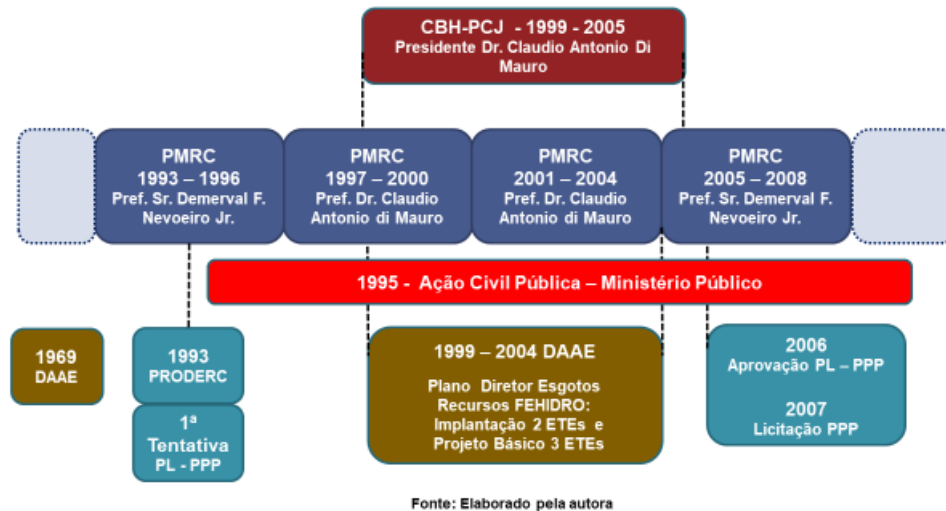 CBH-PCJ - 1999 - 2005
Presidente Dr. Claudio Antonio Di
Mauro
PMRC
1993 – 1996
Pref. Sr. Demerval F.
Nevoeiro Jr.
PMRC
1997 – 2000
Pref. Dr. Claudio
Antonio di Mauro
PMRC
2001 – 2004
Pref. Dr. Claudio
Antonio di Mauro
PMRC
2005 – 2008
Pref. Sr. Demerval F.
Nevoeiro Jr.
1995 - Ação Civil Pública – Ministério Público
1969
DAAE
1993
PRODERC
1ª
Tentativa
PL - PPP
1999 – 2004 DAAE
Plano Diretor Esgotos
Recursos FEHIDRO:
Implantação 2 ETEs e
Projeto Básico 3 ETEs
2006
Aprovação PL – PPP
2007
Licitação PPP
Fonte: Elaborado pela autora